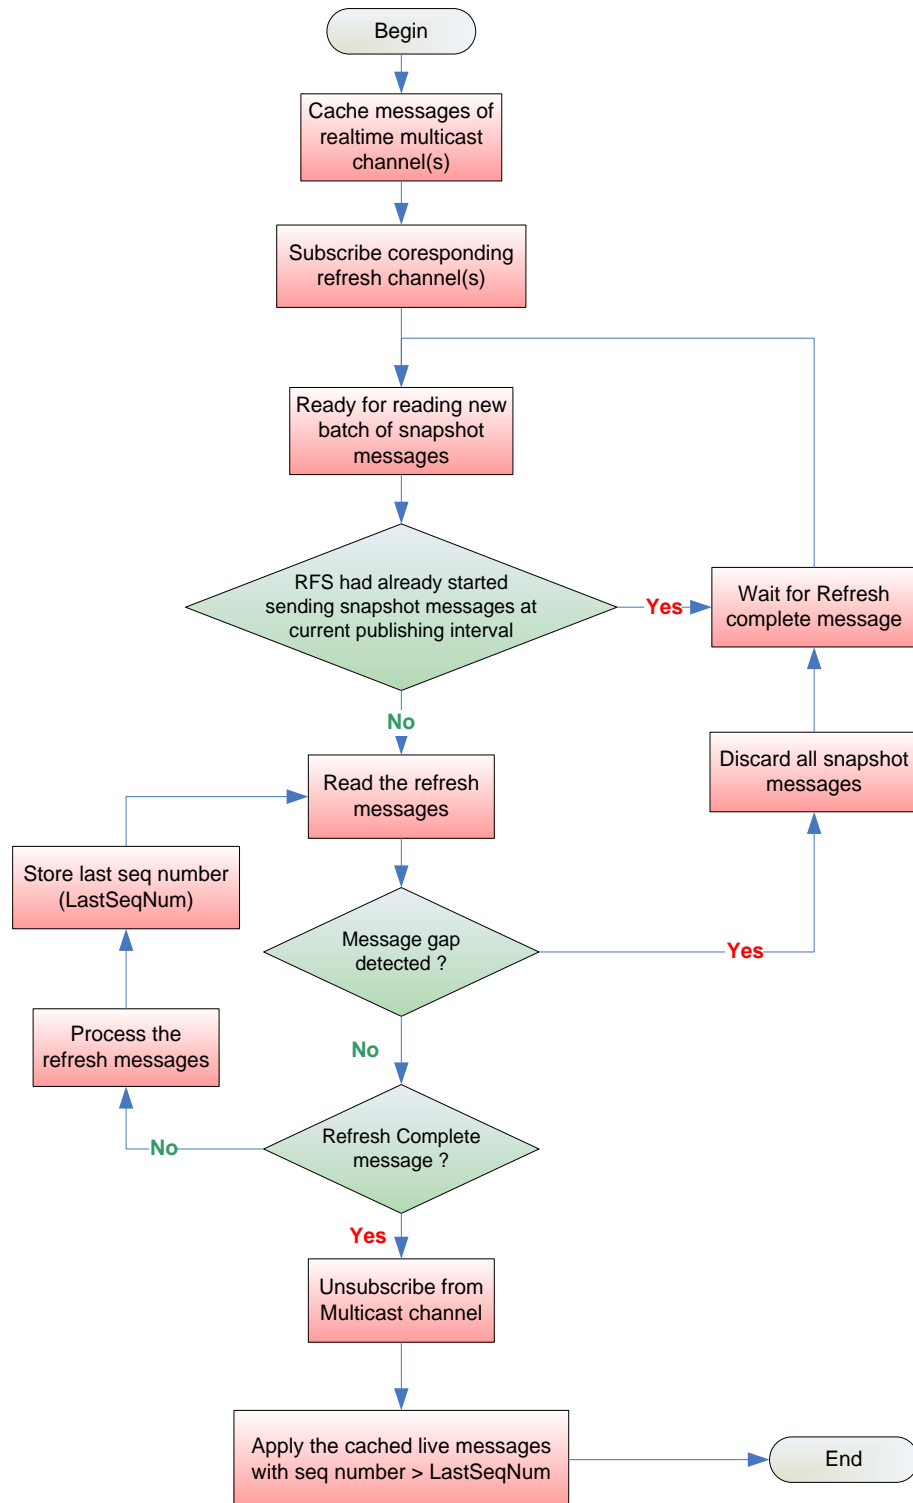 Begin
Cache messages of
realtime multicast
channel(s)
Subscribe coresponding
refresh channel(s)
Ready for reading new
batch of snapshot
messages
RFS had already started
sending snapshot messages at
current publishing interval
Yes
Wait for Refresh
complete message
No
Discard all snapshot
messages
Read the refresh
messages
Store last seq number
(LastSeqNum)
Message gap
detected ?
Yes
Process the
refresh messages
No
Refresh Complete
message ?
No
Yes
Unsubscribe from
Multicast channel
Apply the cached live messages
with seq number > LastSeqNum
End